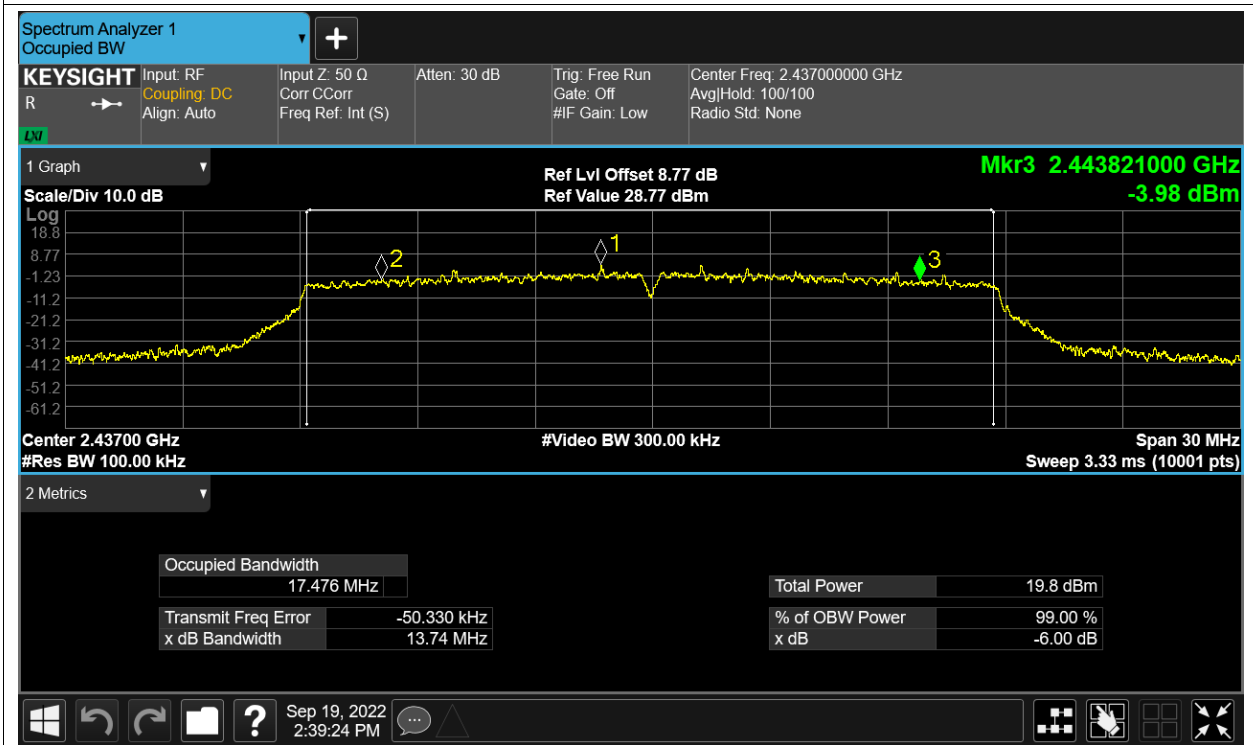 Spectrum Analyzer 1
Occupied BW
KEYSIGHT
R
LXI
Input: RF
Coupling: DC
Align: Auto
Input Z: 50 Ω
Corr CCorr
Freq Ref: Int (S)
Atten: 30 dB
Trig: Free Run
Gate: Off
#IF Gain: Low
Center Freq: 2.437000000 GHz
Avg|Hold: 100/100
Radio Std: None
1 Graph
Scale/Div 10.0 dB
Ref Lvl Offset 8.77 dB
Ref Value 28.77 dBm
Mkr3 2.443821000 GHz
-3.98 dBm
Log
18.8
8.77
-1.23
-11.2
-21.2
-31.2
-41.2
-51.2
-61.2
2
1
3
Center 2.43700 GHz
#Res BW 100.00 kHz
#Video BW 300.00 kHz
Span 30 MHz
Sweep 3.33 ms (10001 pts)
2 Metrics
Occupied Bandwidth
17.476 MHz
Transmit Freq Error -50.330 kHz
x dB Bandwidth 13.74 MHz
Total Power 19.8 dBm
% of OBW Power 99.00 %
x dB -6.00 dB
?
Sep 19, 2022
2:39:24 PM